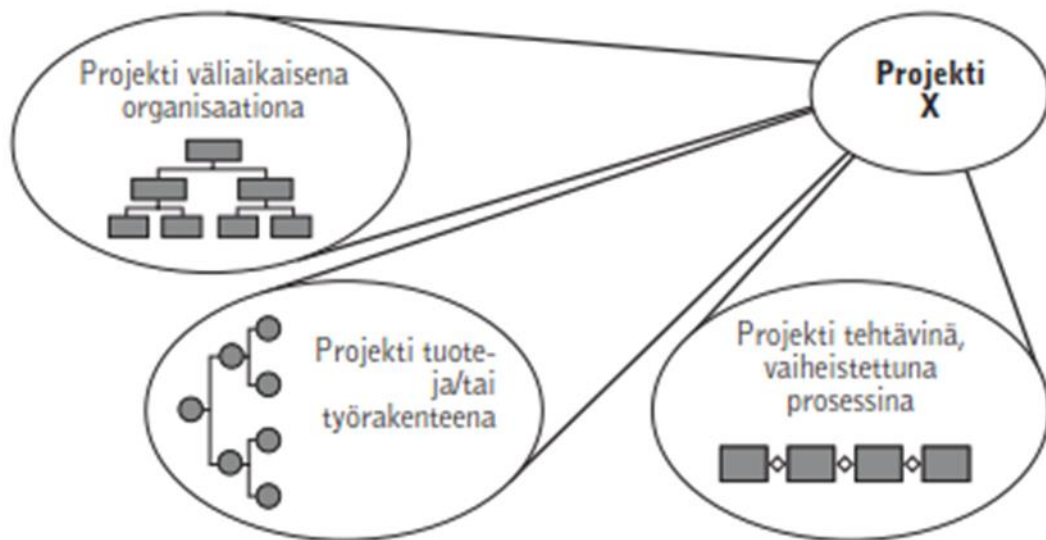 Projekti väliaikaisena
organisaationa
Projekti
X
Projekti tuote-
ja/tai
työrakenteena
Projekti tehtävinä,
vaiheistettuna
prosessina